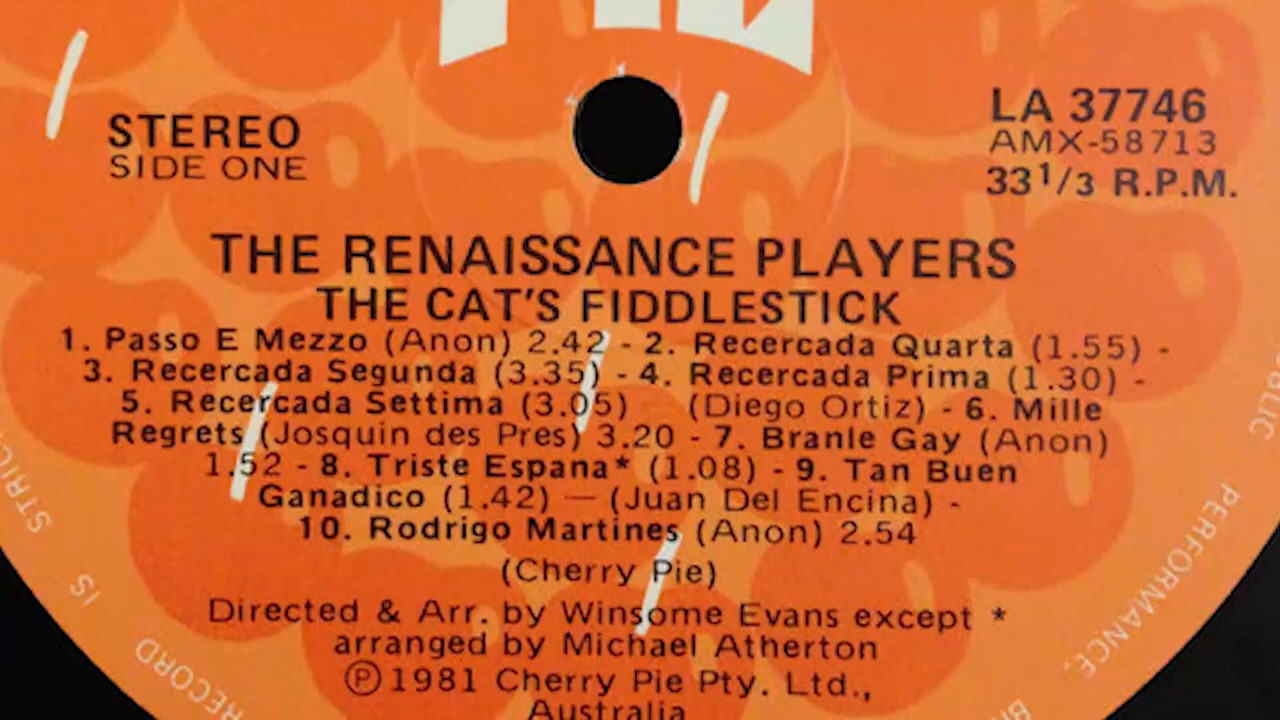 STEREO
SIDE ONE
LA 37746
AMX-58713
33 1/3 R.P.M.
THE RENAISSANCE PLAYERS
THE CAT'S FIDDLESTICK
1. Passo E Mezzo (Anon) 2.42 - 2. Recercada Quarta (1.55) -
3. Recercada Segunda (3.35) - 4. Recercada Prima (1.30) -
5. Recercada Settima (3.05) (Diego Ortiz) - 6. Mille
Regrets (Josquin des Pres) 3.20 - 7. Branle Gay (Anon)
1.52 - 8. Triste Espana* (1.08) - 9. Tan Buen
Ganadico (1.42) — (Juan Del Encina) -
10. Rodrigo Martines (Anon) 2.54
(Cherry Pie)
Directed & Arr. by Winsome Evans except *
arranged by Michael Atherton
Ⓟ 1981 Cherry Pie Pty. Ltd.,
Australia
PERFORMANCE.
RECORD IS